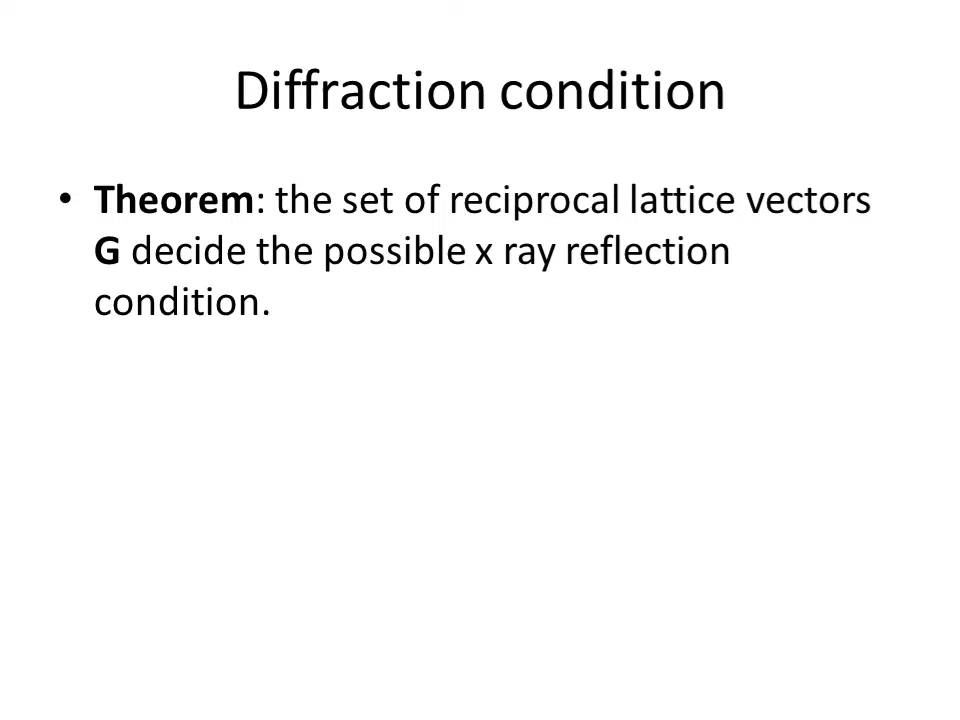 Diffraction condition
• Theorem: the set of reciprocal lattice vectors
G decide the possible x ray reflection
condition.